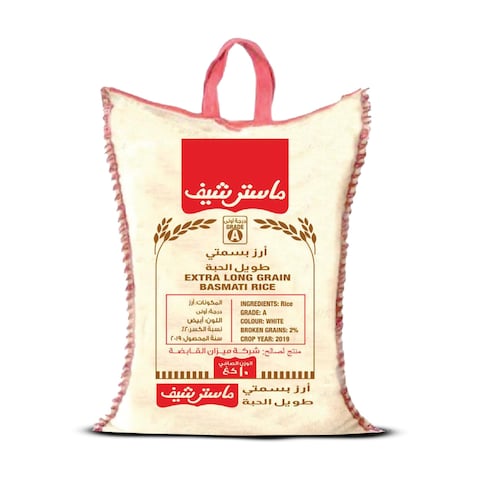 ماستر شيف
درجة أولى
GRADE
A
أرز بسمتي
طويل الحبة
EXTRA LONG GRAIN
BASMATI RICE
المكونات: أرز
درجة: أولى
اللون: أبيض
نسبة الكسر: ٢٪
سنة المحصول: ٢٠١٩
INGREDIENTS: Rice
GRADE: A
COLOUR: WHITE
BROKEN GRAINS: 2%
CROP YEAR: 2019
منتج لصالح: شركة ميزان القابضة
الوزن الصافي
١٠ كغ
ماستر شيف
أرز بسمتي
طويل الحبة